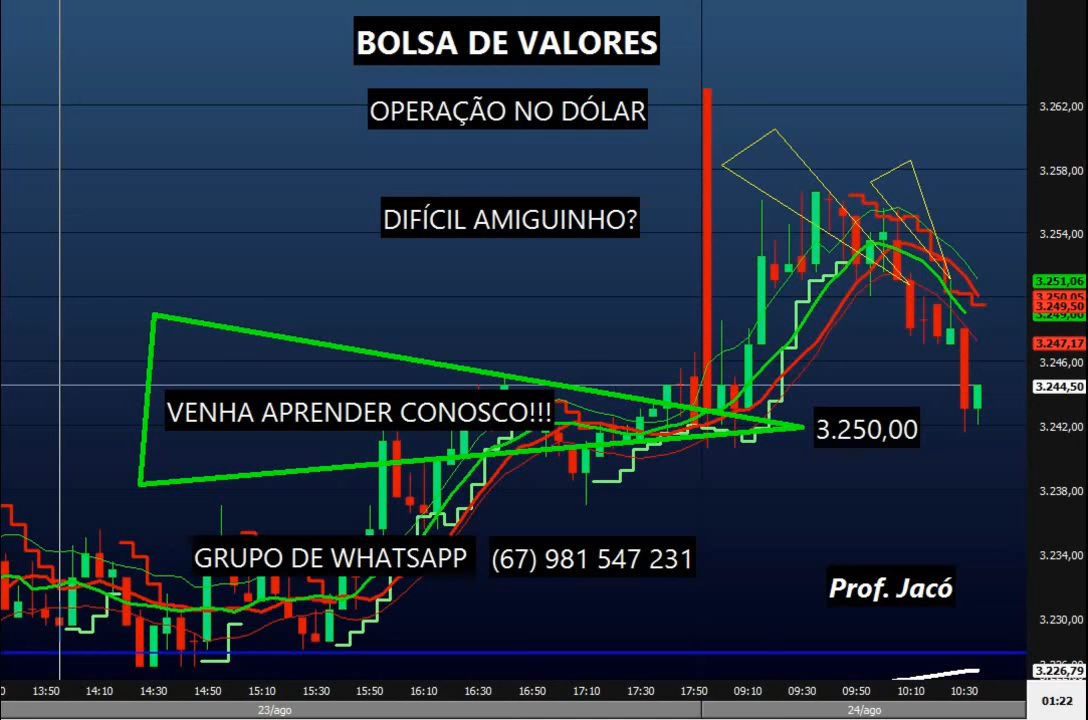 BOLSA DE VALORES
OPERAÇÃO NO DÓLAR
DIFÍCIL AMIGUINHO?
VENHA APRENDER CONOSCO!!!
3.250,00
GRUPO DE WHATSAPP (67) 981 547 231
Prof. Jacó
3.262,00
3.258,00
3.254,00
3.251,06
3.249,50
3.247,17
3.246,00
3.244,50
3.242,00
3.238,00
3.234,00
3.230,00
3.226,79
13:50 14:10 14:30 14:50 15:10 15:30 15:50 16:10 16:30 16:50 17:10 17:30 17:50 09:10 09:30 09:50 10:10 10:30
01:22
23/ago 24/ago